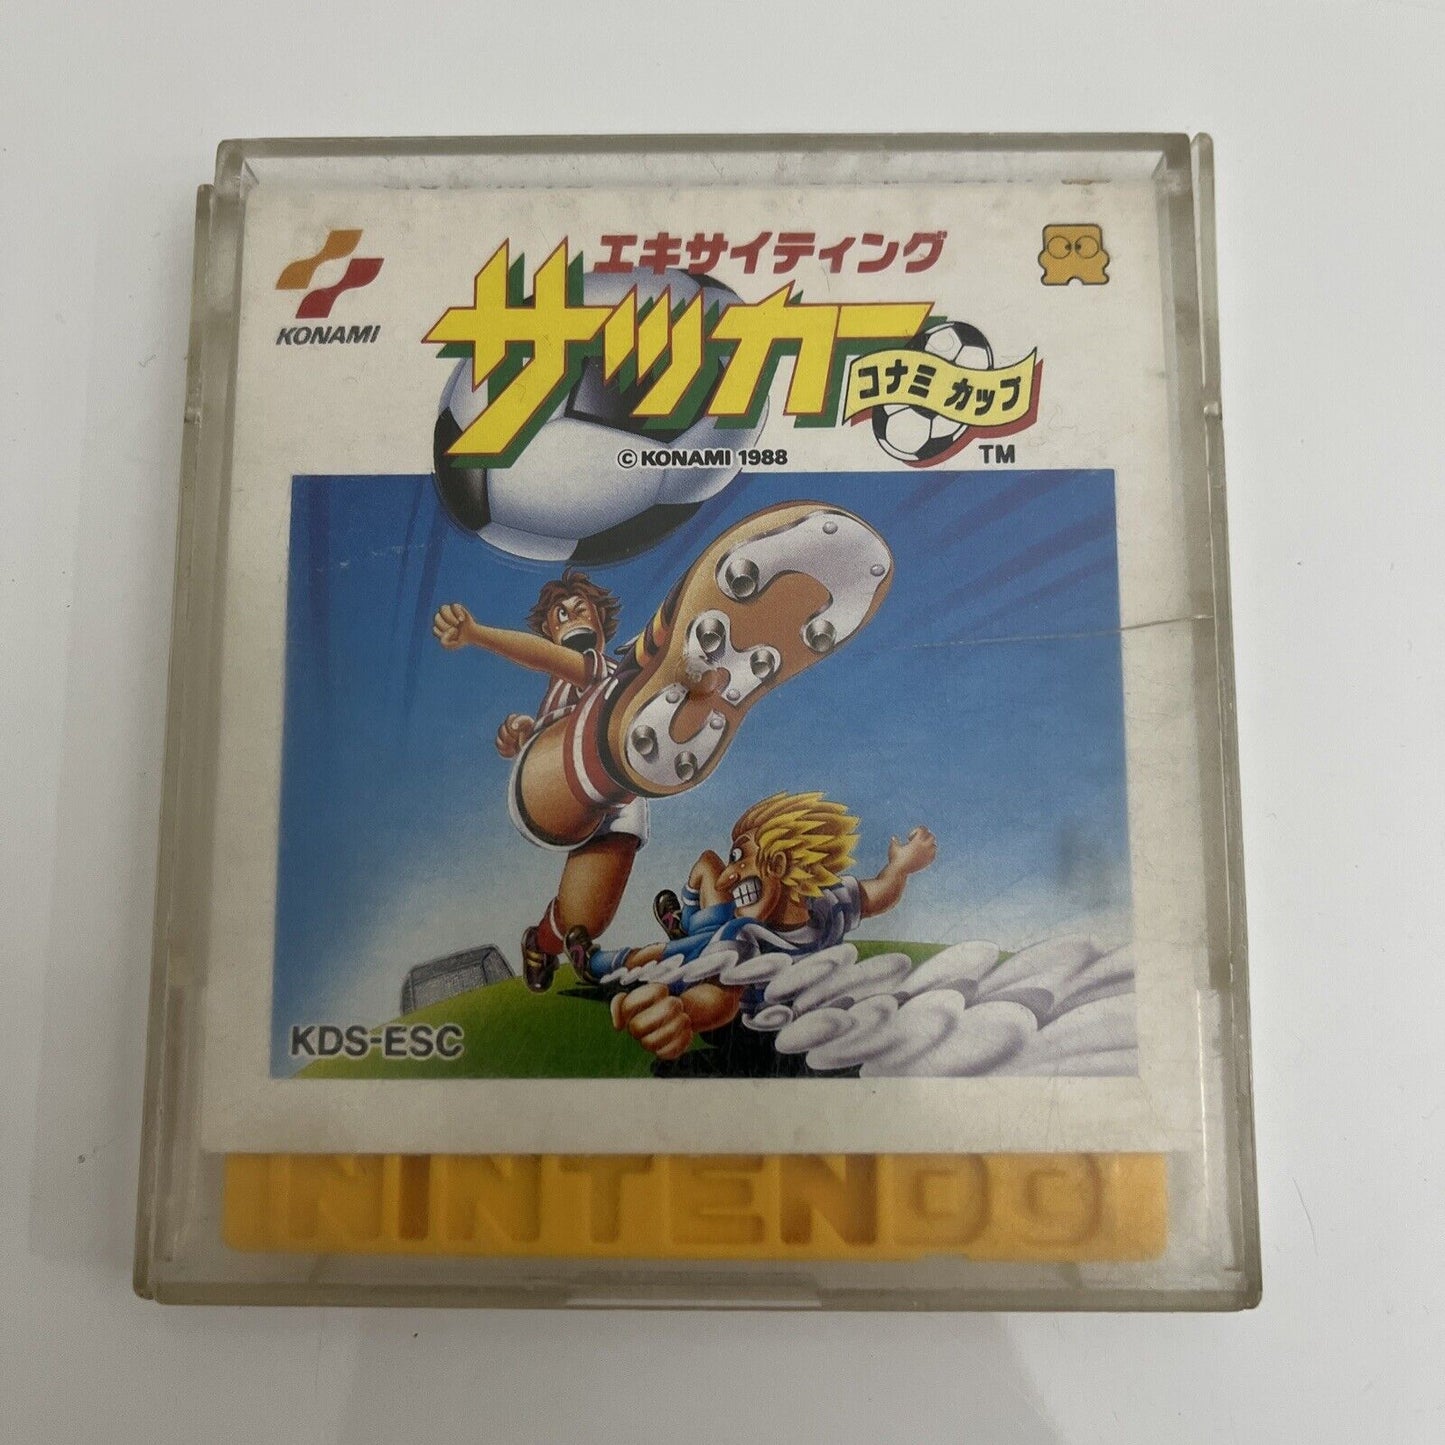 KONAMI
エキサイティング
サッカー
コナミ カップ
TM
© KONAMI 1988
KDS-ESC
NINTENDO